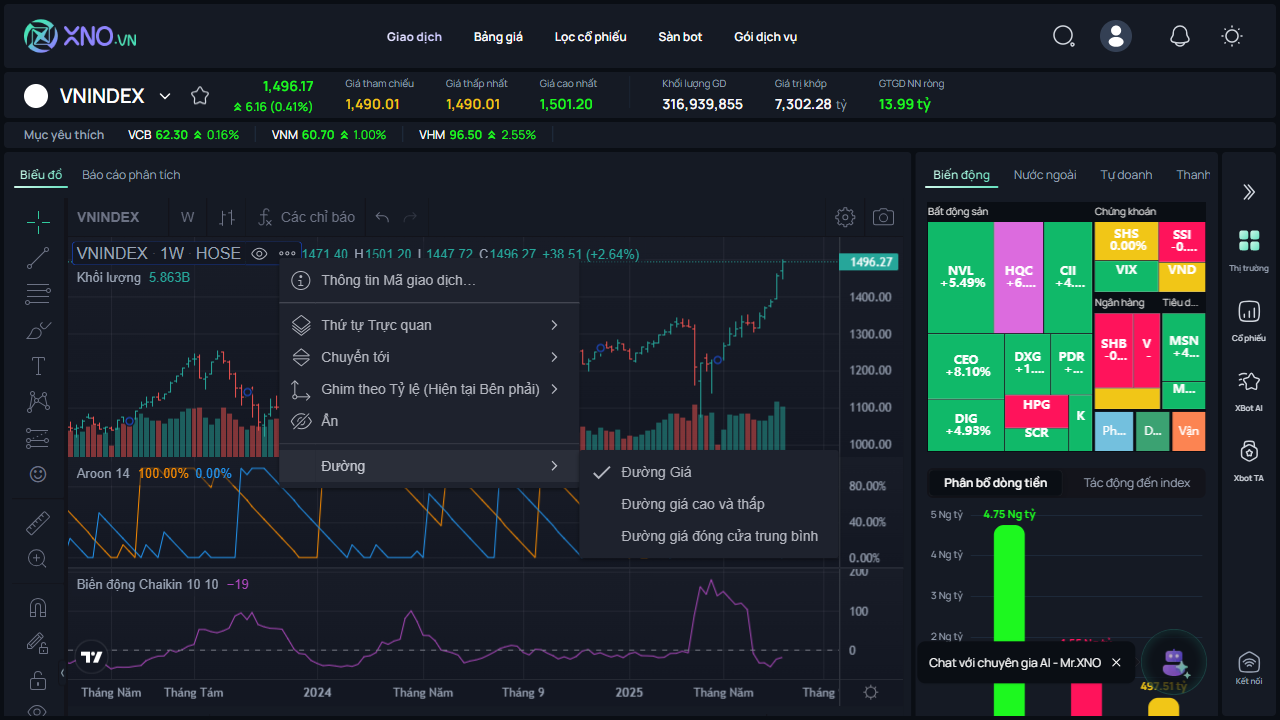 XNO.VN
Giao dịch
Bảng giá
Lọc cổ phiếu
Sàn bot
Gói dịch vụ
VNINDEX
1,496.17
6.16 (0.41%)
Giá tham chiếu
1,490.01
Giá thấp nhất
1,490.01
Giá cao nhất
1,501.20
Khối lượng GD
316,939,855
Giá trị khớp
7,302.28 tỷ
GTGD NN ròng
13.99 tỷ
Mục yêu thích
VCB 62.30 0.16%
VNM 60.70 1.00%
VHM 96.50 2.55%
Biểu đồ
Báo cáo phân tích
VNINDEX
W
Các chỉ báo
VNINDEX · 1W · HOSE
1471.40 H1501.20 L1447.72 C1496.27 +38.51 (+2.64%)
Khối lượng 5.863B
Thông tin Mã giao dịch...
Thứ tự Trực quan
Chuyển tới
Ghim theo Tỷ lệ (Hiện tại Bên phải)
Ẩn
Đường
Đường Giá
Đường giá cao và thấp
Đường giá đóng cửa trung bình
1496.27
1400.00
1300.00
1200.00
1100.00
1000.00
Aroon 14 100.00% 0.00%
80.00%
40.00%
0.00%
Biến động Chaikin 10 10 −19
200
100
0
Tháng Năm
Tháng Tám
2024
Tháng Năm
Tháng 9
2025
Tháng Năm
Tháng
Biến động
Nước ngoài
Tự doanh
Thanh
Bất động sản
NVL
+5.49%
HQC
+6....
CII
+4....
CEO
+8.10%
DXG
+1....
PDR
+...
DIG
+4.93%
HPG
SCR
K
Chứng khoán
SHS
0.00%
SSI
-0....
VIX
VND
Ngân hàng
Tiêu d...
SHB
-0...
V
-
MSN
+4...
M...
Ph...
D...
Vận
Phân bổ dòng tiền
Tác động đến index
5 Ng tỷ
4 Ng tỷ
3 Ng tỷ
2 Ng tỷ
4.75 Ng tỷ
497.51 tỷ
Chat với chuyên gia AI - Mr.XNO
Thị trường
Cổ phiếu
XBot AI
Xbot TA
Kết nối